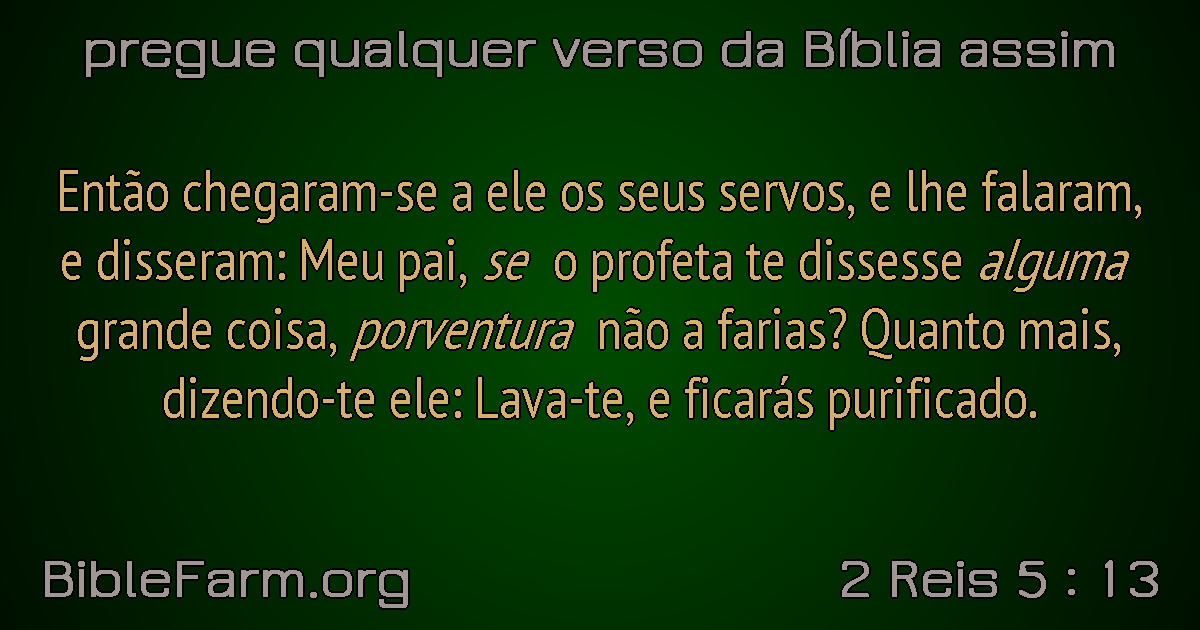 pregue qualquer verso da Bíblia assim
Então chegaram-se a ele os seus servos, e lhe falaram,
e disseram: Meu pai, se o profeta te dissesse alguma
grande coisa, porventura não a farias? Quanto mais,
dizendo-te ele: Lava-te, e ficarás purificado.
BibleFarm.org
2 Reis 5 : 13